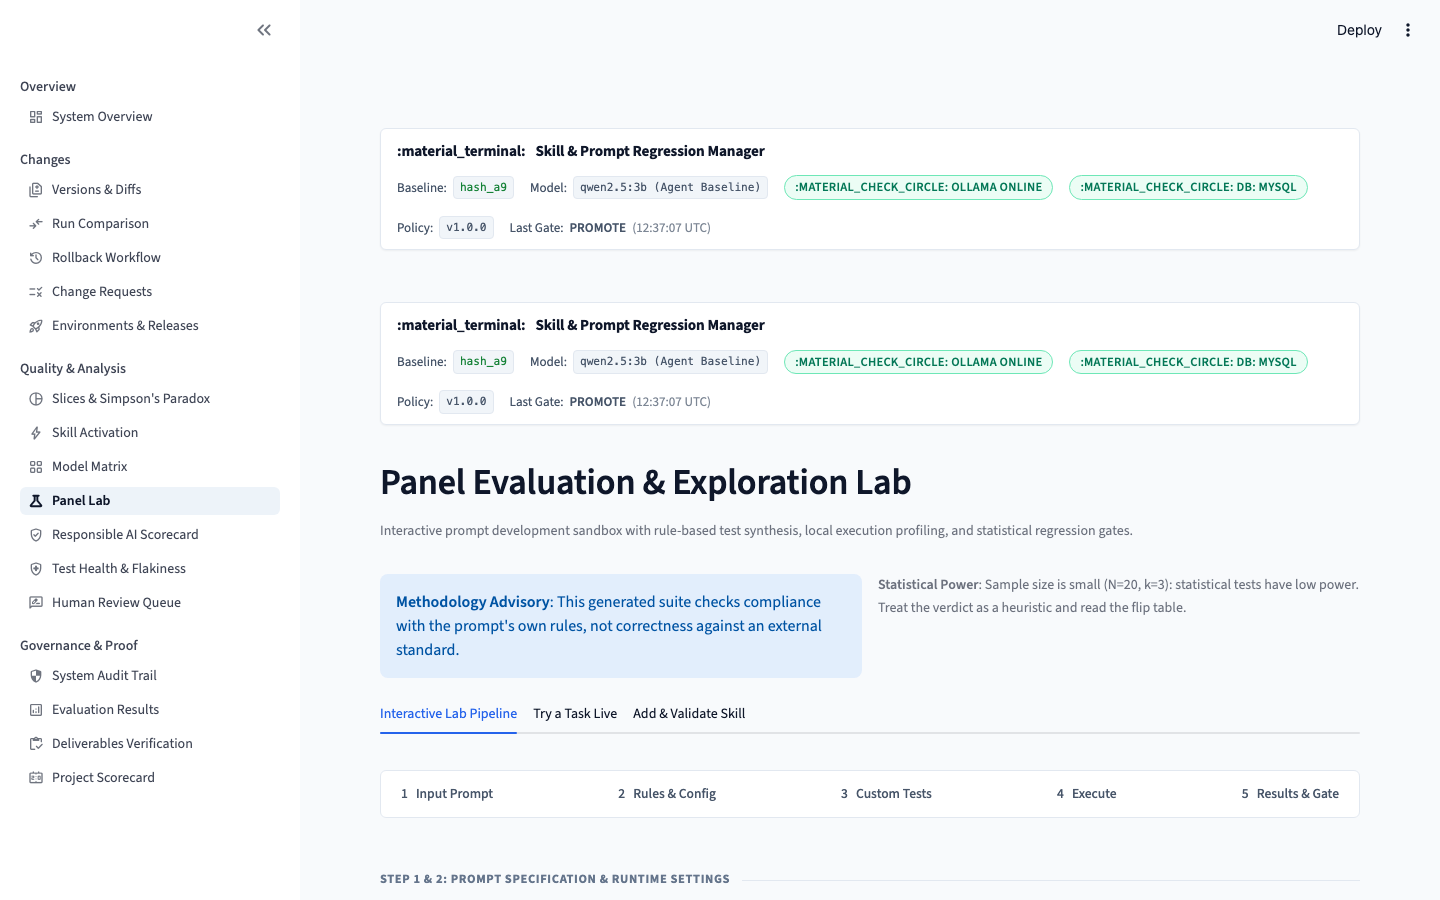 Deploy
Overview
System Overview
Changes
Versions & Diffs
Run Comparison
Rollback Workflow
Change Requests
Environments & Releases
Quality & Analysis
Slices & Simpson's Paradox
Skill Activation
Model Matrix
Panel Lab
Responsible AI Scorecard
Test Health & Flakiness
Human Review Queue
Governance & Proof
System Audit Trail
Evaluation Results
Deliverables Verification
Project Scorecard
:material_terminal: Skill & Prompt Regression Manager
Baseline: hash_a9 Model: qwen2.5:3b (Agent Baseline) :MATERIAL_CHECK_CIRCLE: OLLAMA ONLINE :MATERIAL_CHECK_CIRCLE: DB: MYSQL
Policy: v1.0.0 Last Gate: PROMOTE (12:37:07 UTC)
:material_terminal: Skill & Prompt Regression Manager
Baseline: hash_a9 Model: qwen2.5:3b (Agent Baseline) :MATERIAL_CHECK_CIRCLE: OLLAMA ONLINE :MATERIAL_CHECK_CIRCLE: DB: MYSQL
Policy: v1.0.0 Last Gate: PROMOTE (12:37:07 UTC)
Panel Evaluation & Exploration Lab
Interactive prompt development sandbox with rule-based test synthesis, local execution profiling, and statistical regression gates.
Methodology Advisory: This generated suite checks compliance
with the prompt's own rules, not correctness against an external
standard.
Statistical Power: Sample size is small (N=20, k=3): statistical tests have low power.
Treat the verdict as a heuristic and read the flip table.
Interactive Lab Pipeline Try a Task Live Add & Validate Skill
1 Input Prompt 2 Rules & Config 3 Custom Tests 4 Execute 5 Results & Gate
STEP 1 & 2: PROMPT SPECIFICATION & RUNTIME SETTINGS